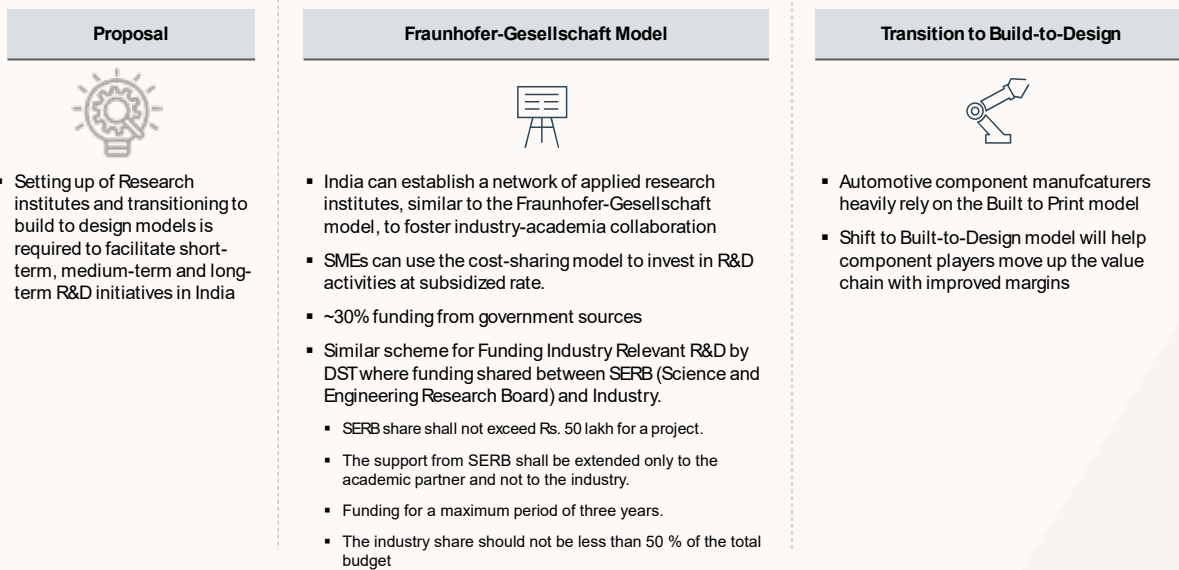 Proposal
Setting up of Research
institutes and transitioning to
build to design models is
required to facilitate short-
term, medium-term and long-
term R&D initiatives in India
Fraunhofer-Gesellschaft Model
▪ India can establish a network of applied research
institutes, similar to the Fraunhofer-Gesellschaft
model, to foster industry-academia collaboration
▪ SMEs can use the cost-sharing model to invest in R&D
activities at subsidized rate.
▪ ~30% funding from government sources
▪ Similar scheme for Funding Industry Relevant R&D by
DST where funding shared between SERB (Science and
Engineering Research Board) and Industry.
▪ SERB share shall not exceed Rs. 50 lakh for a project.
▪ The support from SERB shall be extended only to the
academic partner and not to the industry.
▪ Funding for a maximum period of three years.
▪ The industry share should not be less than 50 % of the total
budget
Transition to Build-to-Design
▪ Automotive component manufcaturers
heavily rely on the Built to Print model
▪ Shift to Built-to-Design model will help
component players move up the value
chain with improved margins